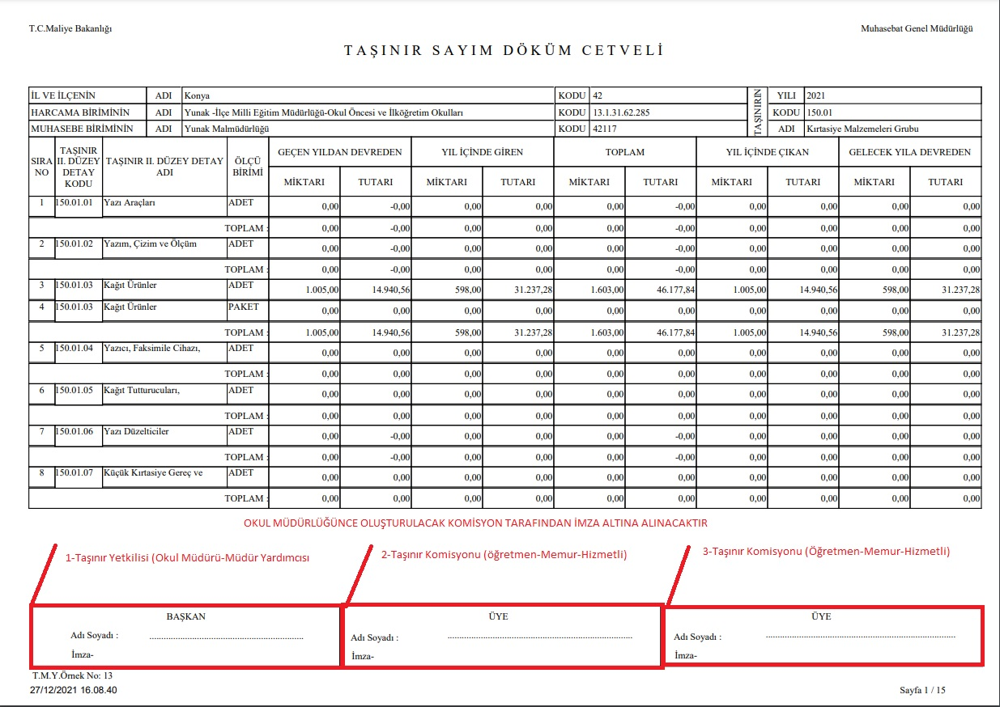 T.C.Maliye Bakanlığı Muhasebat Genel Müdürlüğü
TAŞINIR SAYIM DÖKÜM CETVELİ
İL VE İLÇENİN ADI Konya KODU 42 TAŞINIRIN YILI 2021
HARCAMA BİRİMİNİN ADI Yunak -İlçe Milli Eğitim Müdürlüğü-Okul Öncesi ve İlköğretim Okulları KODU 13.1.31.62.285 KODU 150.01
MUHASEBE BİRİMİNİN ADI Yunak Malmüdürlüğü KODU 42117 ADI Kırtasiye Malzemeleri Grubu
SIRA NO TAŞINIR II. DÜZEY DETAY KODU TAŞINIR II. DÜZEY DETAY ADI ÖLÇÜ BİRİMİ GEÇEN YILDAN DEVREDEN YIL İÇİNDE GİREN TOPLAM YIL İÇİNDE ÇIKAN GELECEK YILA DEVREDEN
MİKTARI TUTARI MİKTARI TUTARI MİKTARI TUTARI MİKTARI TUTARI MİKTARI TUTARI
1 150.01.01 Yazı Araçları ADET 0,00 -0,00 0,00 0,00 0,00 -0,00 0,00 0,00 0,00 0,00
TOPLAM : 0,00 -0,00 0,00 0,00 0,00 -0,00 0,00 0,00 0,00 0,00
2 150.01.02 Yazım, Çizim ve Ölçüm ADET 0,00 -0,00 0,00 0,00 0,00 -0,00 0,00 0,00 0,00 0,00
TOPLAM : 0,00 -0,00 0,00 0,00 0,00 -0,00 0,00 0,00 0,00 0,00
3 150.01.03 Kağıt Ürünler ADET 1.005,00 14.940,56 598,00 31.237,28 1.603,00 46.177,84 1.005,00 14.940,56 598,00 31.237,28
4 150.01.03 Kağıt Ürünler PAKET 0,00 0,00 0,00 0,00 0,00 0,00 0,00 0,00 0,00 0,00
TOPLAM : 1.005,00 14.940,56 598,00 31.237,28 1.603,00 46.177,84 1.005,00 14.940,56 598,00 31.237,28
5 150.01.04 Yazıcı, Faksimile Cihazı, ADET 0,00 0,00 0,00 0,00 0,00 0,00 0,00 0,00 0,00 0,00
TOPLAM : 0,00 0,00 0,00 0,00 0,00 0,00 0,00 0,00 0,00 0,00
6 150.01.05 Kağıt Tutturucuları, ADET 0,00 0,00 0,00 0,00 0,00 0,00 0,00 0,00 0,00 0,00
TOPLAM : 0,00 0,00 0,00 0,00 0,00 0,00 0,00 0,00 0,00 0,00
7 150.01.06 Yazı Düzelticiler ADET 0,00 -0,00 0,00 0,00 0,00 -0,00 0,00 0,00 0,00 0,00
TOPLAM : 0,00 -0,00 0,00 0,00 0,00 -0,00 0,00 0,00 0,00 0,00
8 150.01.07 Küçük Kırtasiye Gereç ve ADET 0,00 0,00 0,00 0,00 0,00 0,00 0,00 0,00 0,00 0,00
TOPLAM : 0,00 0,00 0,00 0,00 0,00 0,00 0,00 0,00 0,00 0,00
OKUL MÜDÜRLÜĞÜNCE OLUŞTURULACAK KOMİSYON TARAFINDAN İMZA ALTINA ALINACAKTIR
1-Taşınır Yetkilisi (Okul Müdürü-Müdür Yardımcısı 2-Taşınır Komisyonu (öğretmen-Memur-Hizmetli) 3-Taşınır Komisyonu (Öğretmen-Memur-Hizmetli)
BAŞKAN ÜYE ÜYE
Adı Soyadı : ............................................................... Adı Soyadı : ............................................................................ Adı Soyadı : ..............................................................................
İmza- İmza- İmza-
T.M.Y.Örnek No: 13
27/12/2021 16.08.40 Sayfa 1 / 15